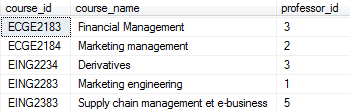 course_id course_name professor_id
ECGE2183 Financial Management 3
ECGE2184 Marketing management 2
EING2234 Derivatives 3
EING2283 Marketing engineering 1
EING2383 Supply chain management et e-business 5